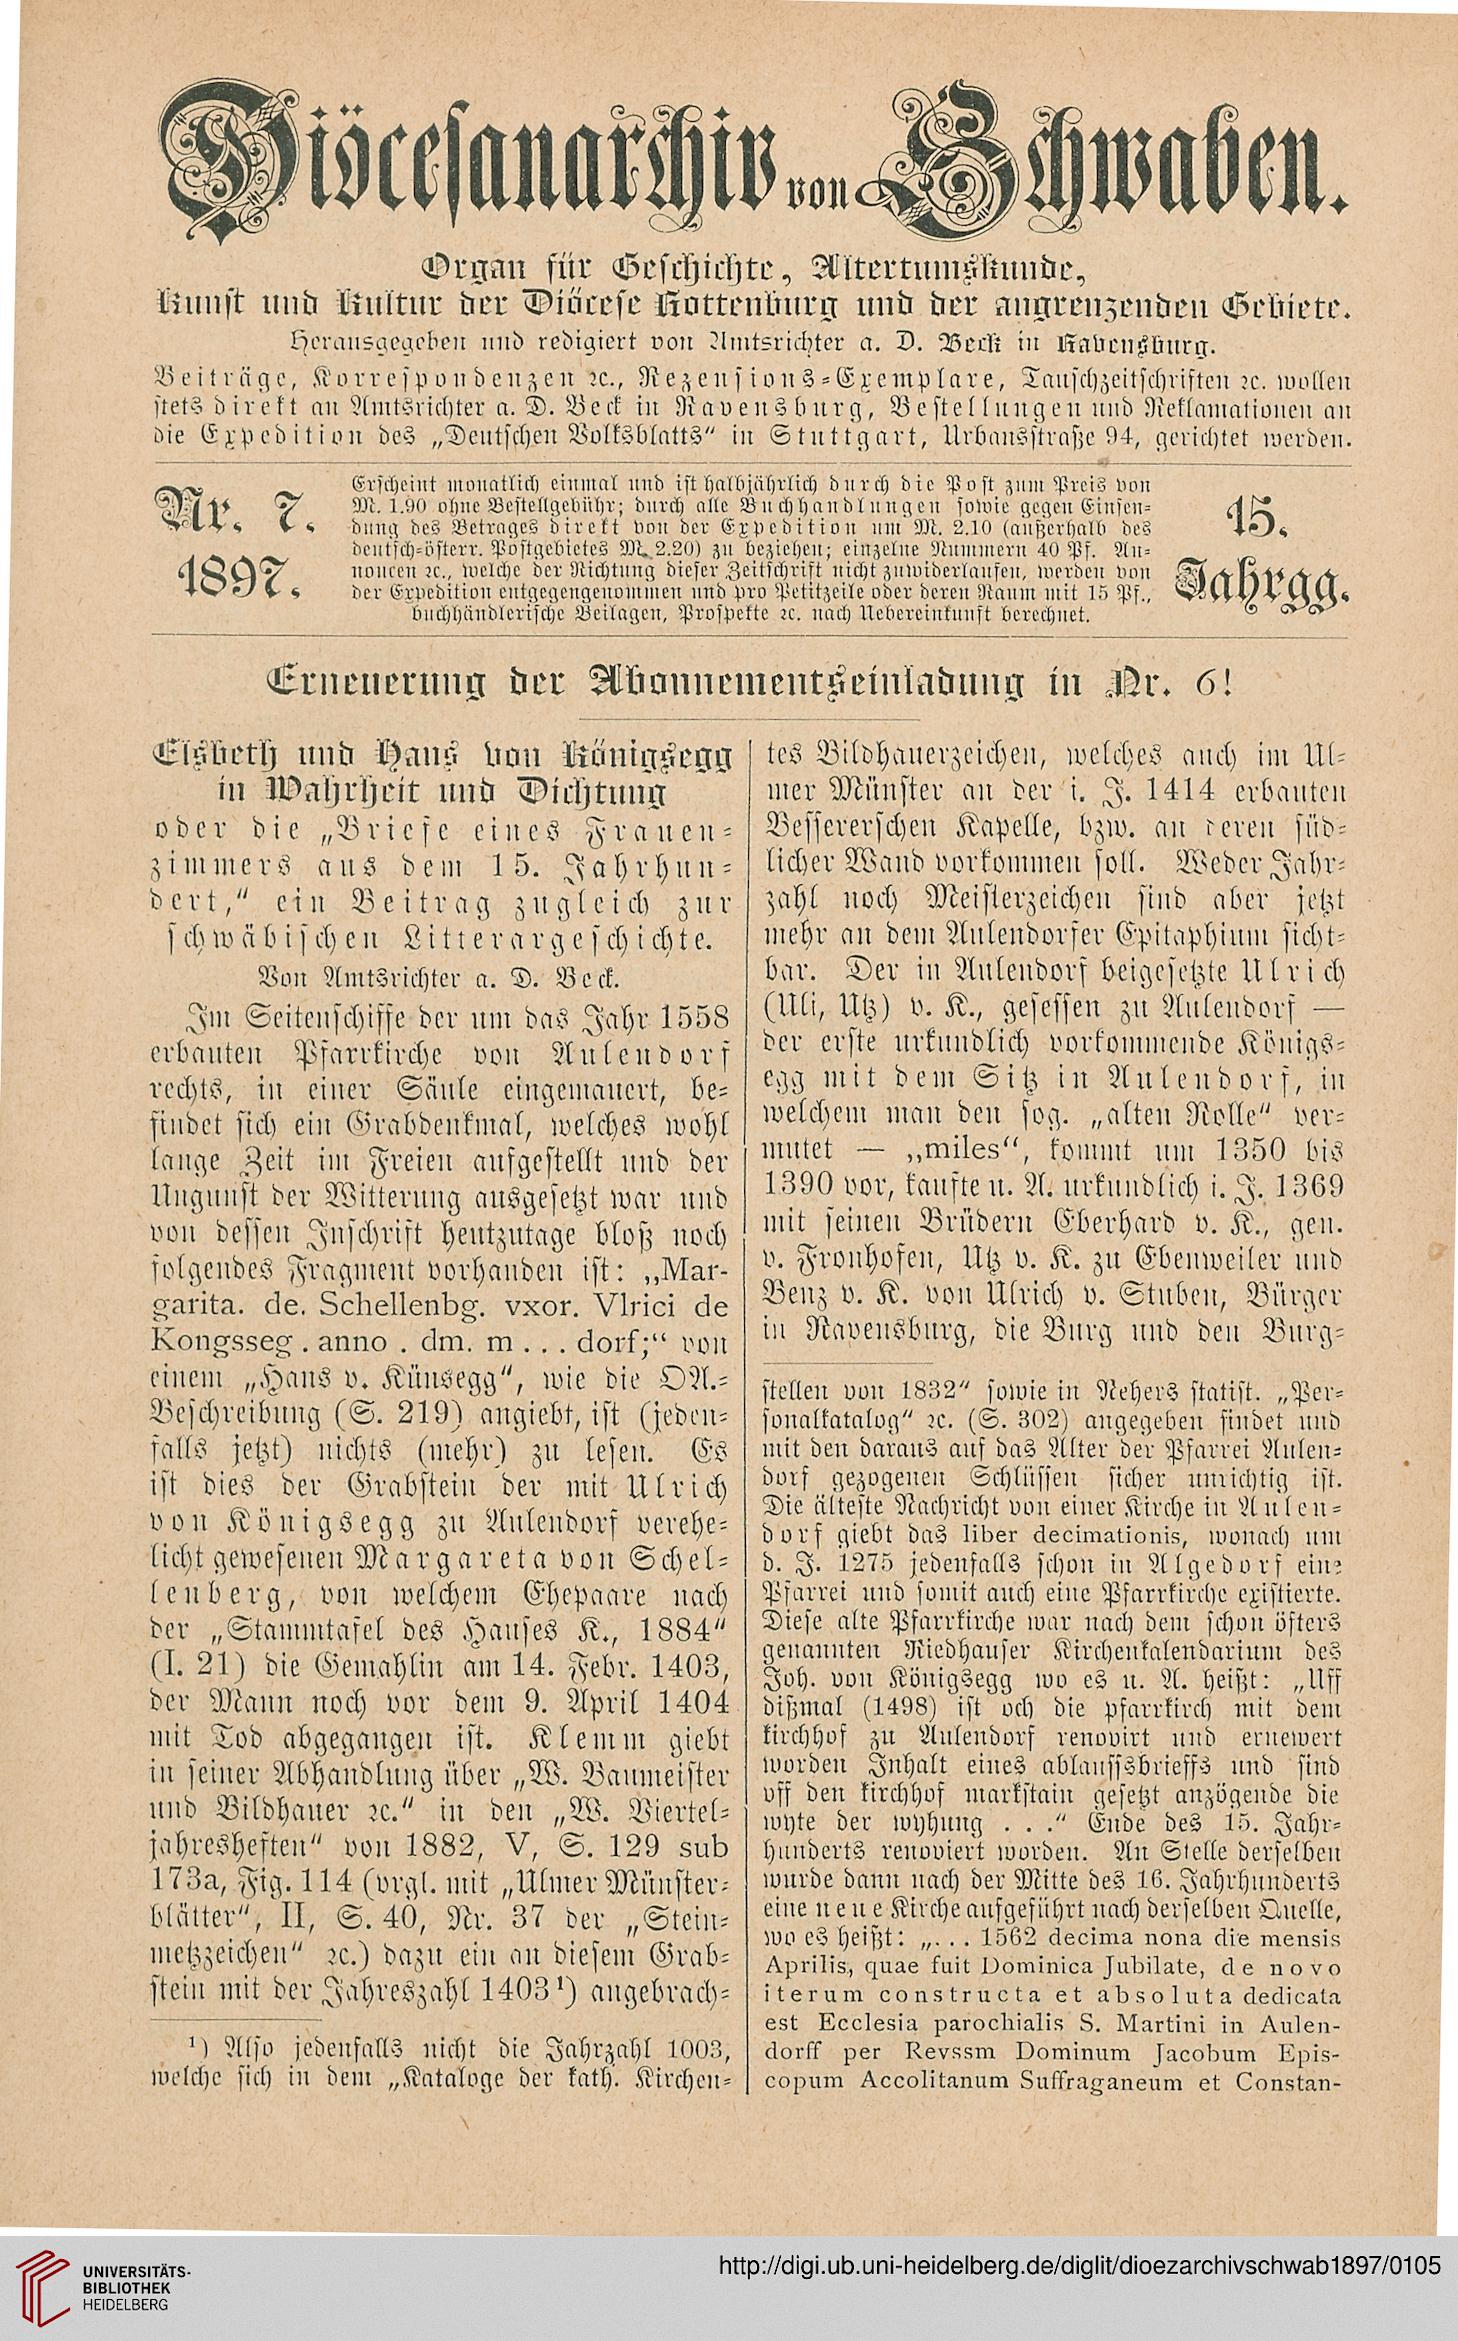 Diöcesanarchiv von Schwaben.
Organ für Geschichte, Altertumskunde,
Kunst und Kultur der Diöcese Rottenburg und der angrenzenden Gebiete.
Herausgegeben und redigiert von Amtsrichter a. D. Beck in Ravensburg.
Beiträge, Korrespondenzen ꝛc., Rezensions-Exemplare, Tauschzeitschriften ꝛc. wollen
stets direkt an Amtsrichter a. D. Beck in Ravensburg, Bestellungen und Reklamationen an
die Expedition des „Deutschen Volksblatts“ in Stuttgart, Urbansstraße 94, gerichtet werden.
Nr. 7.
1897.
Erscheint monatlich einmal und ist halbjährlich durch die Post zum Preis von
M. 1.90 ohne Bestellgebühr; durch alle Buchhandlungen sowie gegen Einsen-
dung des Betrages direkt von der Expedition um M. 2.10 (außerhalb des
deutsch-österr. Postgebietes M. 2.20) zu beziehen; einzelne Nummern 40 Pf. An-
noncen ꝛc., welche der Richtung dieser Zeitschrift nicht zuwiderlaufen, werden von
der Expedition entgegengenommen und pro Petitzeile oder deren Raum mit 15 Pf.,
buchhändlerische Beilagen, Prospekte ꝛc. nach Uebereinkunft berechnet.
15.
Jahrgg.
Erneuerung der Abonnementseinladung in Nr. 6!
Elsbeth und Hans von Königsegg
in Wahrheit und Dichtung
oder die „Briefe eines Frauen-
zimmers aus dem 15. Jahrhun-
dert,“ ein Beitrag zugleich zur
schwäbischen Litterargeschichte.
Von Amtsrichter a. D. Beck.
Im Seitenschiffe der um das Jahr 1558
erbauten Pfarrkirche von Aulendorf
rechts, in einer Säule eingemauert, be-
findet sich ein Grabdenkmal, welches wohl
lange Zeit im Freien aufgestellt und der
Ungunst der Witterung ausgesetzt war und
von dessen Inschrift heutzutage bloß noch
folgendes Fragment vorhanden ist: „Mar-
garita. de. Schellenbg. vxor. Vlrici de
Kongsseg . anno . dm. m . . . dorf;“ von
einem „Hans v. Künsegg“, wie die OA.-
Beschreibung (S. 219) angiebt, ist (jeden-
falls jetzt) nichts (mehr) zu lesen. Es
ist dies der Grabstein der mit Ulrich
von Königsegg zu Aulendorf verehe-
licht gewesenen Margareta von Schel-
lenberg, von welchem Ehepaare nach
der „Stammtafel des Hauses K., 1884“
(I. 21) die Gemahlin am 14. Febr. 1403,
der Mann noch vor dem 9. April 1404
mit Tod abgegangen ist. Klemm giebt
in seiner Abhandlung über „W. Baumeister
und Bildhauer ꝛc.“ in den „W. Viertel-
jahresheften“ von 1882, V, S. 129 sub
173a, Fig. 114 (vrgl. mit „Ulmer Münster-
blätter“, II, S. 40, Nr. 37 der „Stein-
metzzeichen“ ꝛc.) dazu ein an diesem Grab-
stein mit der Jahreszahl 1403¹) angebrach-
¹) Also jedenfalls nicht die Jahrzahl 1003,
welche sich in dem „Kataloge der kath. Kirchen-
tes Bildhauerzeichen, welches auch im Ul-
mer Münster an der i. J. 1414 erbauten
Bessererschen Kapelle, bzw. an deren süd-
licher Wand vorkommen soll. Weder Jahr-
zahl noch Meisterzeichen sind aber jetzt
mehr an dem Aulendorfer Epitaphium sicht-
bar. Der in Aulendorf beigesetzte Ulrich
(Uli, Utz) v. K., gesessen zu Aulendorf —
der erste urkundlich vorkommende Königs-
egg mit dem Sitz in Aulendorf, in
welchem man den sog. „alten Nolle“ ver-
mutet — „miles“, kommt um 1350 bis
1390 vor, kaufte u. A. urkundlich i. J. 1369
mit seinen Brüdern Eberhard v. K., gen.
v. Fronhofen, Utz v. K. zu Ebenweiler und
Benz v. K. von Ulrich v. Stuben, Bürger
in Ravensburg, die Burg und den Burg-
stellen von 1832“ sowie in Nehers statist. „Per-
sonalkatalog“ ꝛc. (S. 302) angegeben findet und
mit den daraus auf das Alter der Pfarrei Aulen-
dorf gezogenen Schlüssen sicher unrichtig ist.
Die älteste Nachricht von einer Kirche in Aulen-
dorf giebt das liber decimationis, wonach um
d. J. 1275 jedenfalls schon in Algedorf eine
Pfarrei und somit auch eine Pfarrkirche existierte.
Diese alte Pfarrkirche war nach dem schon öfters
genannten Riedhauser Kirchenkalendarium des
Joh. von Königsegg wo es u. A. heißt: „Uff
dißmal (1498) ist och die pfarrkirch mit dem
kirchhof zu Aulendorf renovirt und ernewert
worden Inhalt eines ablaussbrieffs und sind
vff den kirchhof markstain gesetzt anzögende die
wyte der wyhung . . .“ Ende des 15. Jahr-
hunderts renoviert worden. An Stelle derselben
wurde dann nach der Mitte des 16. Jahrhunderts
eine neue Kirche aufgeführt nach derselben Quelle,
wo es heißt: „. . . 1562 decima nona die mensis
Aprilis, quae fuit Dominica Jubilate, de novo
iterum constructa et absoluta dedicata
est Ecclesia parochialis S. Martini in Aulen-
dorff per Revssm Dominum Jacobum Epis-
copum Accolitanum Suffraganeum et Constan-
UNIVERSITÄTS-
BIBLIOTHEK
HEIDELBERG
http://digi.ub.uni-heidelberg.de/diglit/dioezarchivschwab1897/0105